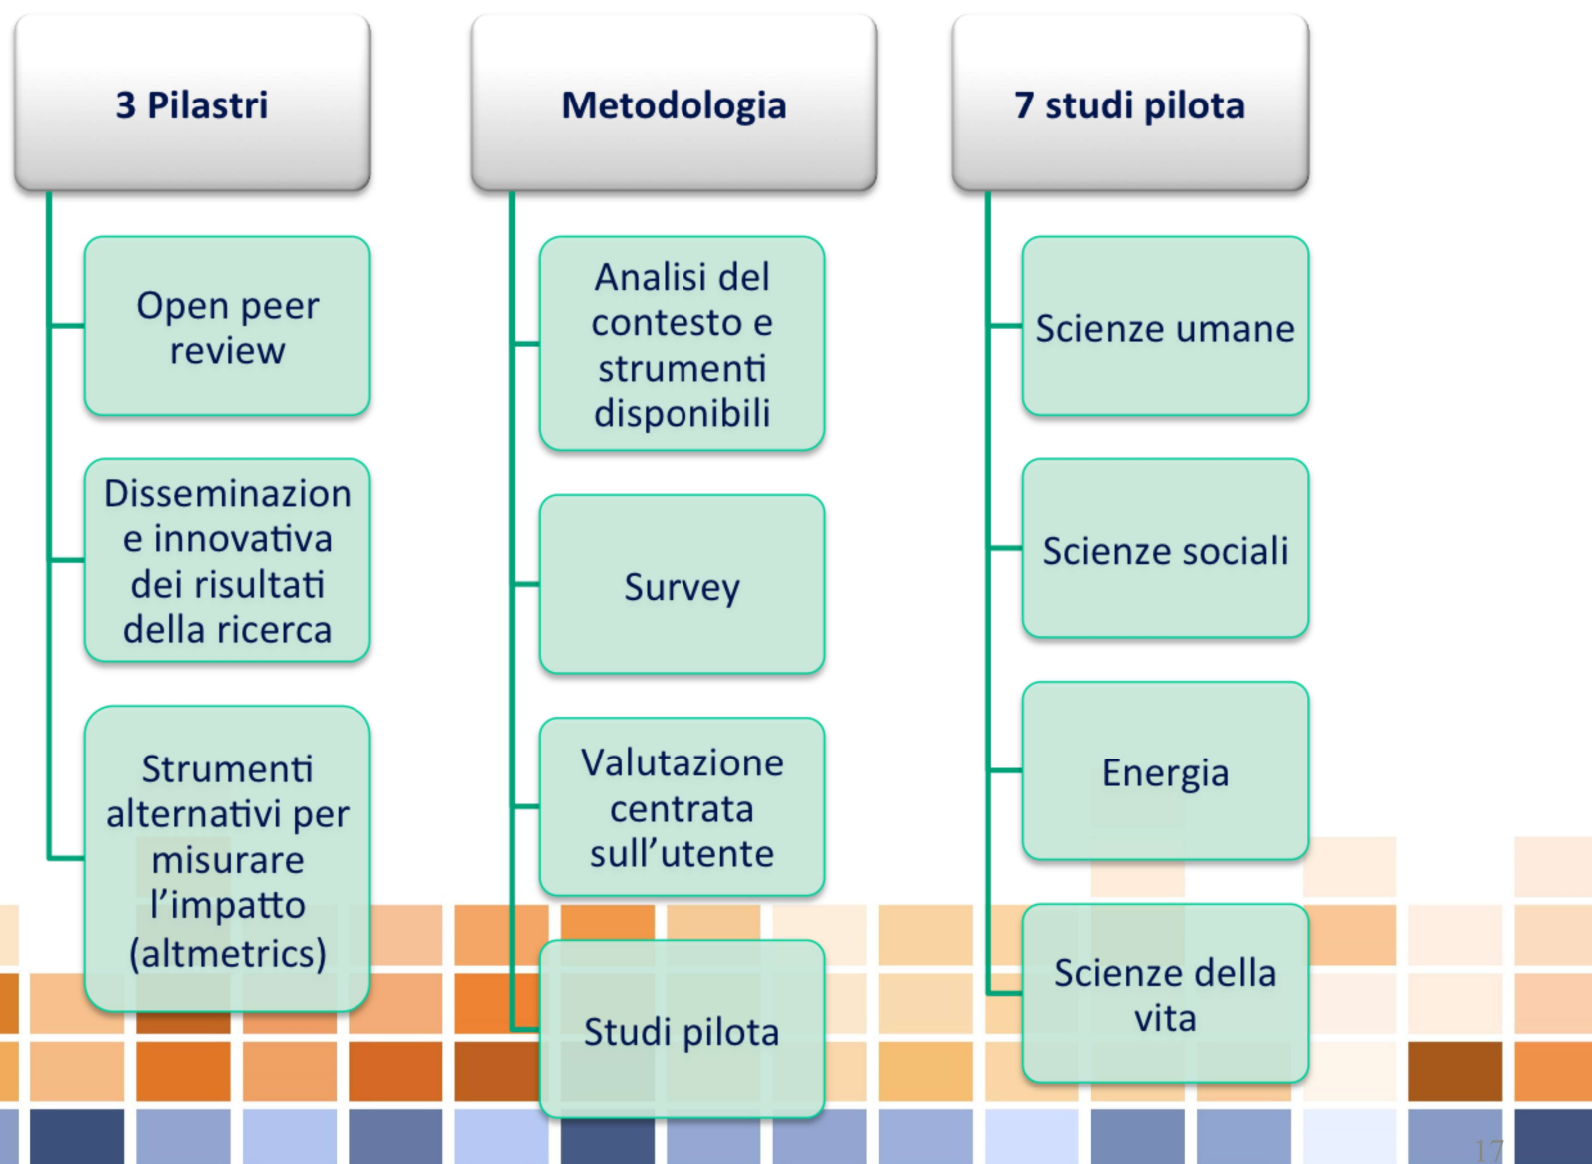 3 Pilastri
Open peer
review
Disseminazion
e innovativa
dei risultati
della ricerca
Strumenti
alternativi per
misurare
l’impatto
(altmetrics)
Metodologia
Analisi del
contesto e
strumenti
disponibili
Survey
Valutazione
centrata
sull’utente
Studi pilota
7 studi pilota
Scienze umane
Scienze sociali
Energia
Scienze della
vita
17